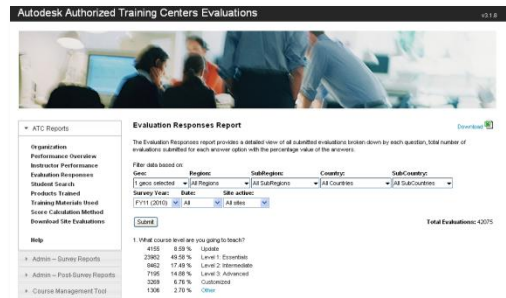 Autodesk Authorized Training Centers Evaluations
v3.1.8
ATC Reports
Organization
Performance Overview
Instructor Performance
Evaluation Responses
Student Search
Products Trained
Training Materials Used
Score Calculation Method
Download Site Evaluations
Help
Admin – Survey Reports
Admin – Post-Survey Reports
Course Management Tool
Evaluation Responses Report
Download
The Evaluation Responses report provides a detailed view of all submitted evaluations broken down by each question, total number of
evaluations submitted for each answer option with the percentage value of the answers.
Filter data based on:
Geo: Region: SubRegion: Country: SubCountry:
1 geos selected All Regions All SubRegions All Countries All SubCountries
Survey Year: Date: Site active:
FY11 (2010) All All sites
Submit
Total Evaluations: 42075
1. What course level are you going to teach?
4155 8.59 % Update
23982 49.58 % Level 1: Essentials
8462 17.49 % Level 2: Intermediate
7195 14.88 % Level 3: Advanced
3269 6.76 % Customized
1306 2.70 % Other